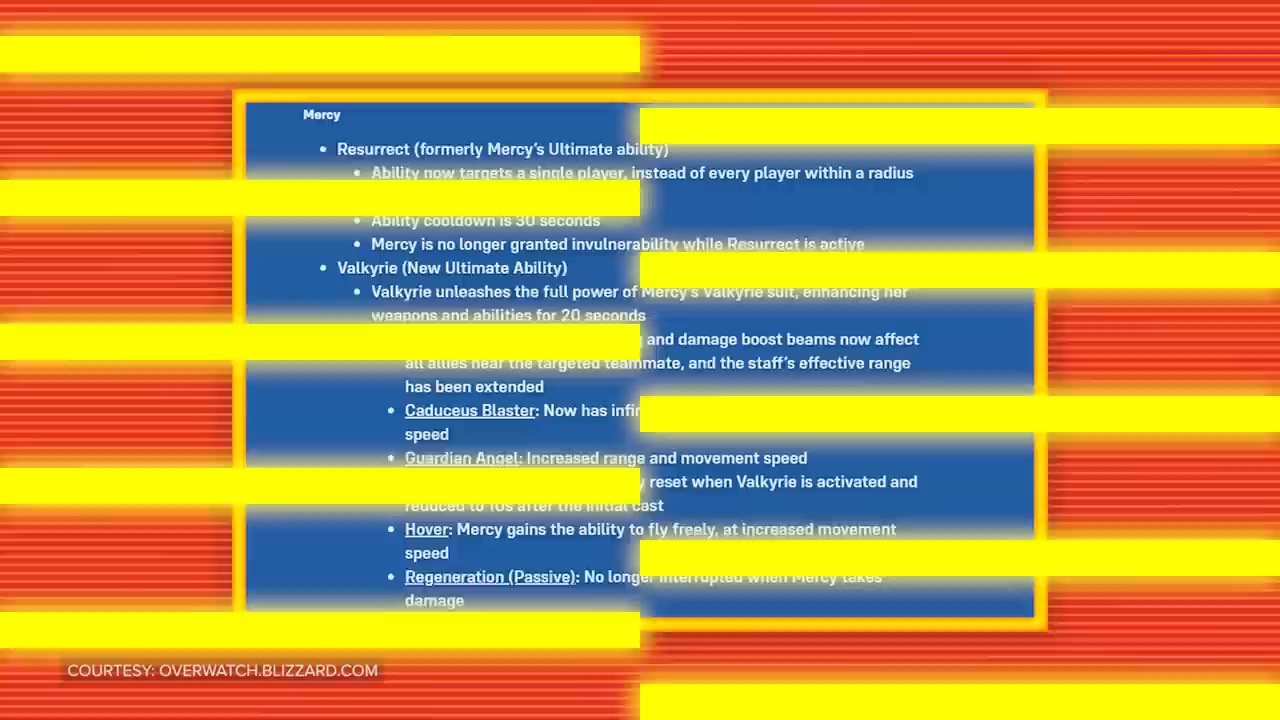 Mercy
• Resurrect (formerly Mercy's Ultimate ability)
• Ability now targets a single player, instead of every player within a radius
• Ability cooldown is 30 seconds
• Mercy is no longer granted invulnerability while Resurrect is active
• Valkyrie (New Ultimate Ability)
• Valkyrie unleashes the full power of Mercy's Valkyrie suit, enhancing her
weapons and abilities for 20 seconds
and damage boost beams now affect
all allies near the targeted teammate, and the staff's effective range
has been extended
• Caduceus Blaster: Now has
speed
• Guardian Angel: Increased range and movement speed
reset when Valkyrie is activated and
reduced to 10s after the initial cast
• Hover: Mercy gains the ability to fly freely, at increased movement
speed
• Regeneration (Passive): No longer interrupted when Mercy takes
damage
COURTESY: OVERWATCH.BLIZZARD.COM